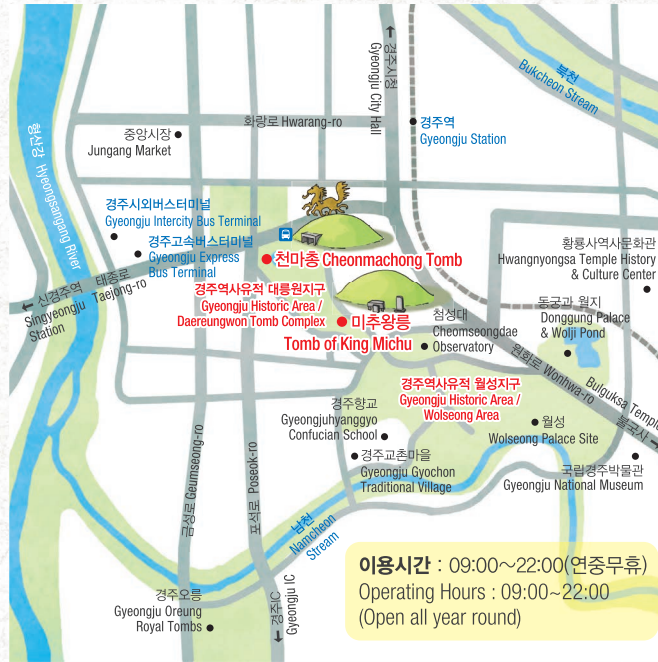 경주시청
Gyeongju City Hall
북천
Bukcheon Stream
형산강 Hyeongsangang River
중앙시장
Jungang Market
화랑로 Hwarang-ro
경주역
Gyeongju Station
경주시외버스터미널
Gyeongju Intercity Bus Terminal
경주고속버스터미널
Gyeongju Express
Bus Terminal
천마총 Cheonmachong Tomb
황룡사역사문화관
Hwangnyongsa Temple History
& Culture Center
신경주역
Singyeongju
Station
태종로
Taejong-ro
경주역사유적 대릉원지구
Gyeongju Historic Area /
Daereungwon Tomb Complex
미추왕릉
Tomb of King Michu
첨성대
Cheomseongdae
Observatory
동궁과 월지
Donggung Palace
& Wolji Pond
원화로 Wonhwa-ro
Bulguksa Temple
불국사
경주역사유적 월성지구
Gyeongju Historic Area /
Wolseong Area
경주향교
Gyeongjuhyanggyo
Confucian School
월성
Wolseong Palace Site
경주교촌마을
Gyeongju Gyochon
Traditional Village
국립경주박물관
Gyeongju National Museum
금성로 Geumseong-ro
포석로 Poseok-ro
남천
Namcheon
Stream
경주오릉
Gyeongju Oreung
Royal Tombs
경주IC
Gyeongju IC
이용시간 : 09:00~22:00(연중무휴)
Operating Hours : 09:00~22:00
(Open all year round)